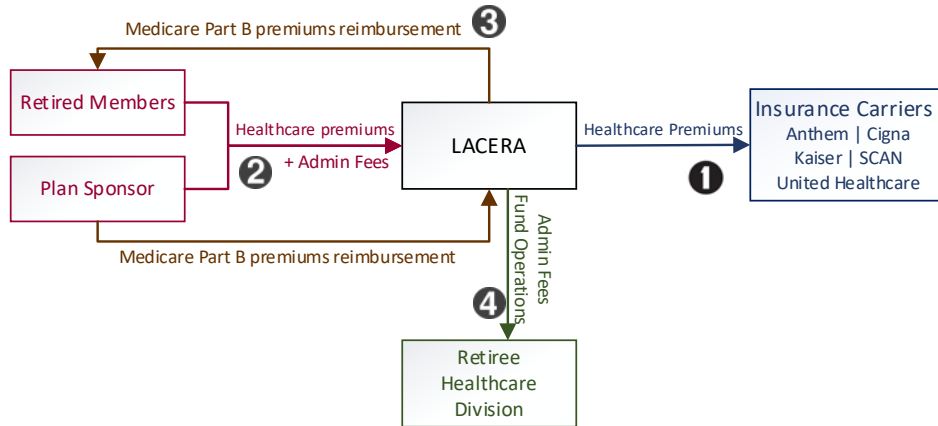 Medicare Part B premiums reimbursement
3
Retired Members
Healthcare premiums
+ Admin Fees
2
Plan Sponsor
Medicare Part B premiums reimbursement
LACERA
Healthcare Premiums
1
Insurance Carriers
Anthem | Cigna
Kaiser | SCAN
United Healthcare
Admin Fees
Fund Operations
4
Retiree
Healthcare
Division